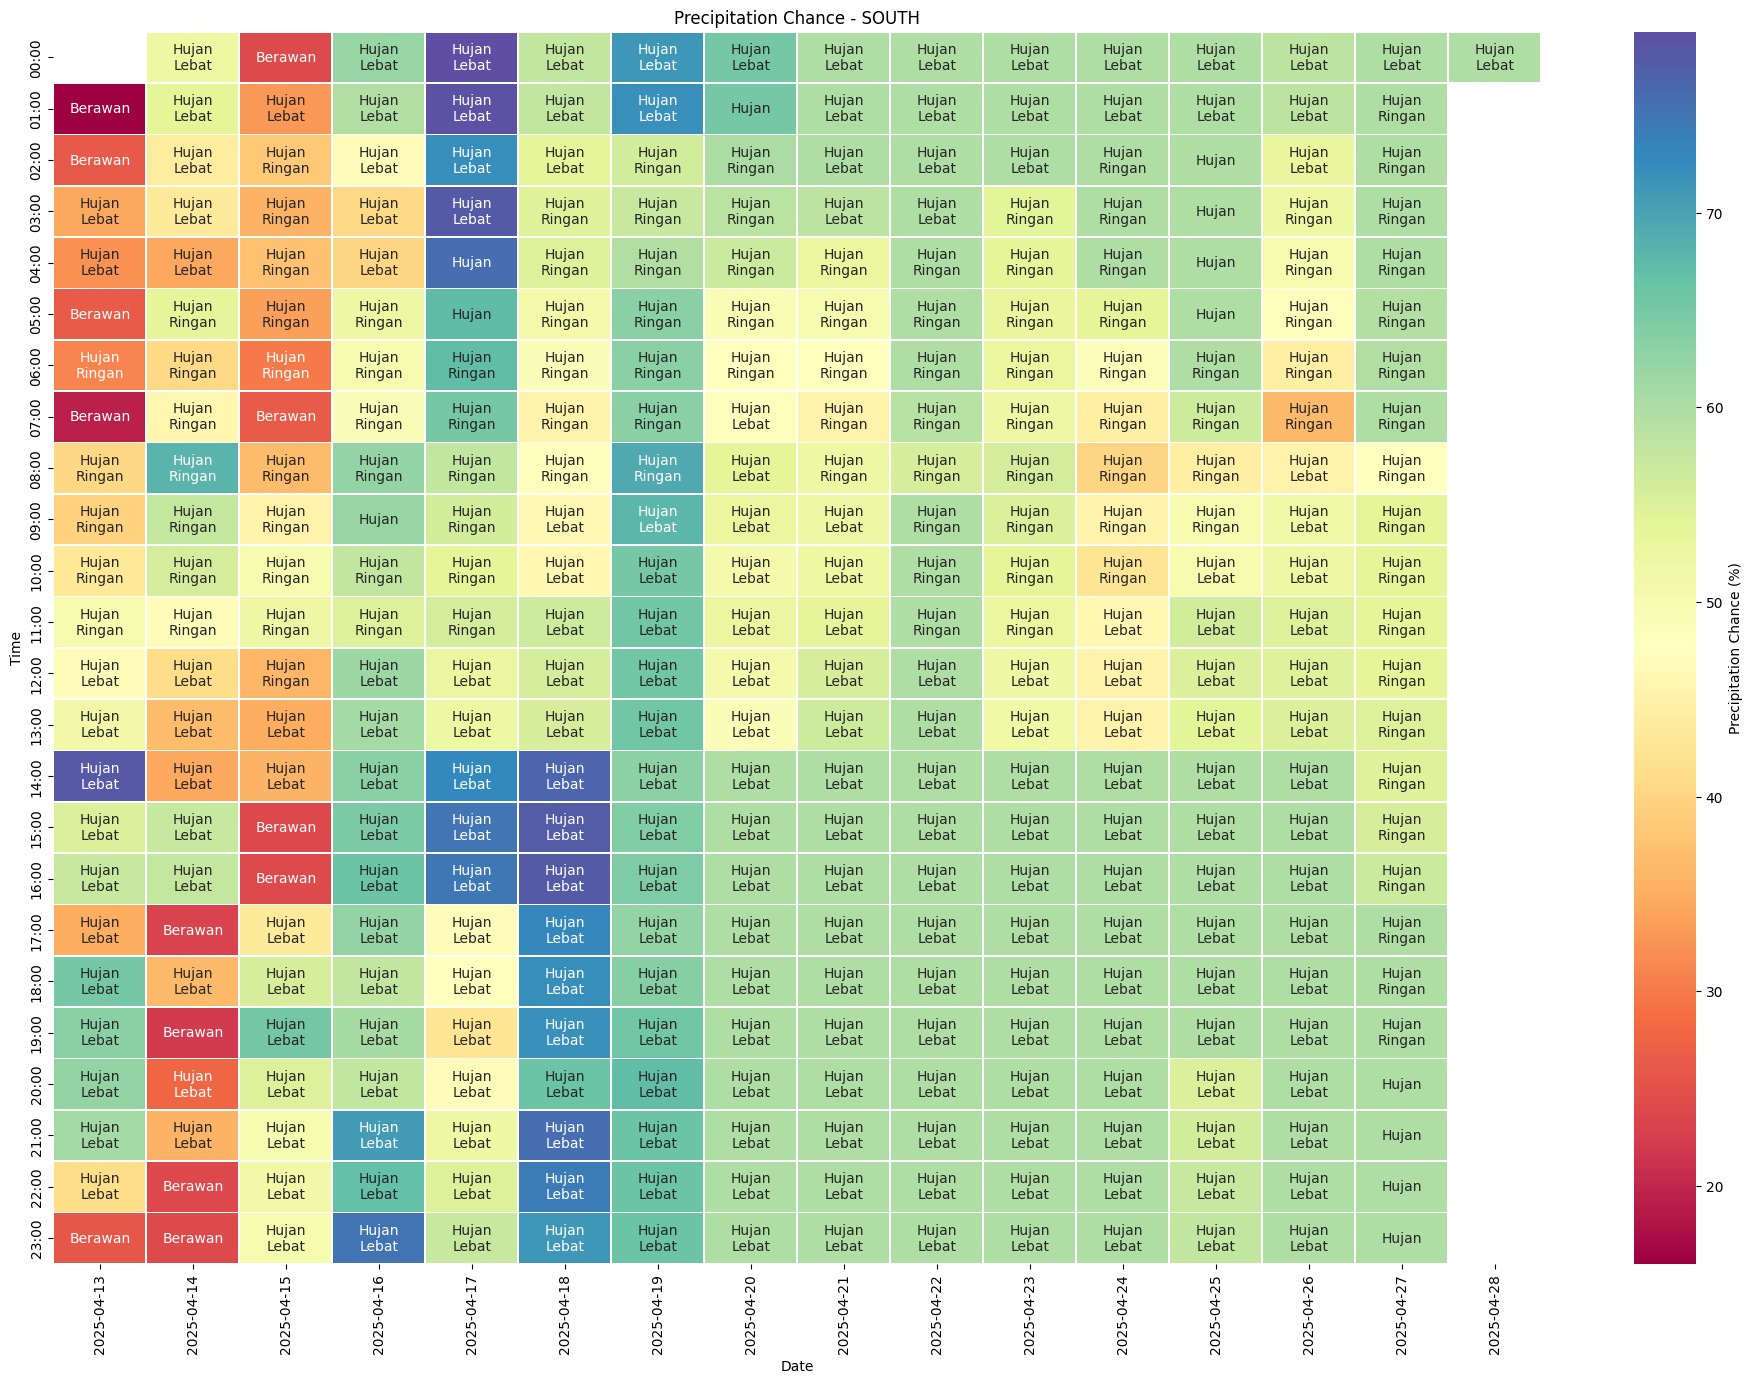 Precipitation Chance - SOUTH
00:00 Hujan Lebat Berawan Hujan Lebat Hujan Lebat Hujan Lebat Hujan Lebat Hujan Lebat Hujan Lebat Hujan Lebat Hujan Lebat Hujan Lebat Hujan Lebat Hujan Lebat Hujan Lebat Hujan Lebat
01:00 Berawan Hujan Lebat Hujan Lebat Hujan Lebat Hujan Lebat Hujan Lebat Hujan Lebat Hujan Hujan Lebat Hujan Lebat Hujan Lebat Hujan Lebat Hujan Lebat Hujan Lebat Hujan Ringan
02:00 Berawan Hujan Lebat Hujan Ringan Hujan Lebat Hujan Lebat Hujan Lebat Hujan Ringan Hujan Ringan Hujan Lebat Hujan Lebat Hujan Lebat Hujan Ringan Hujan Hujan Lebat Hujan Ringan
03:00 Hujan Lebat Hujan Lebat Hujan Ringan Hujan Lebat Hujan Lebat Hujan Ringan Hujan Ringan Hujan Ringan Hujan Lebat Hujan Lebat Hujan Ringan Hujan Ringan Hujan Hujan Ringan Hujan Ringan
04:00 Hujan Lebat Hujan Lebat Hujan Ringan Hujan Lebat Hujan Hujan Ringan Hujan Ringan Hujan Ringan Hujan Ringan Hujan Ringan Hujan Ringan Hujan Ringan Hujan Hujan Ringan Hujan Ringan
05:00 Berawan Hujan Ringan Hujan Ringan Hujan Ringan Hujan Hujan Ringan Hujan Ringan Hujan Ringan Hujan Ringan Hujan Ringan Hujan Ringan Hujan Ringan Hujan Hujan Ringan Hujan Ringan
06:00 Hujan Ringan Hujan Ringan Hujan Ringan Hujan Ringan Hujan Ringan Hujan Ringan Hujan Ringan Hujan Ringan Hujan Ringan Hujan Ringan Hujan Ringan Hujan Ringan Hujan Ringan Hujan Ringan Hujan Ringan
07:00 Berawan Hujan Ringan Berawan Hujan Ringan Hujan Ringan Hujan Ringan Hujan Ringan Hujan Lebat Hujan Ringan Hujan Ringan Hujan Ringan Hujan Ringan Hujan Ringan Hujan Ringan Hujan Ringan
08:00 Hujan Ringan Hujan Ringan Hujan Ringan Hujan Ringan Hujan Ringan Hujan Ringan Hujan Ringan Hujan Lebat Hujan Ringan Hujan Ringan Hujan Ringan Hujan Ringan Hujan Ringan Hujan Lebat Hujan Ringan
09:00 Hujan Ringan Hujan Ringan Hujan Ringan Hujan Hujan Ringan Hujan Lebat Hujan Lebat Hujan Lebat Hujan Lebat Hujan Ringan Hujan Ringan Hujan Ringan Hujan Ringan Hujan Lebat Hujan Ringan
10:00 Hujan Ringan Hujan Ringan Hujan Ringan Hujan Ringan Hujan Ringan Hujan Lebat Hujan Lebat Hujan Lebat Hujan Lebat Hujan Ringan Hujan Ringan Hujan Ringan Hujan Lebat Hujan Lebat Hujan Ringan
11:00 Hujan Ringan Hujan Ringan Hujan Ringan Hujan Ringan Hujan Ringan Hujan Lebat Hujan Lebat Hujan Lebat Hujan Lebat Hujan Ringan Hujan Ringan Hujan Lebat Hujan Lebat Hujan Lebat Hujan Ringan
12:00 Hujan Lebat Hujan Lebat Hujan Ringan Hujan Lebat Hujan Lebat Hujan Lebat Hujan Lebat Hujan Lebat Hujan Lebat Hujan Lebat Hujan Lebat Hujan Lebat Hujan Lebat Hujan Lebat Hujan Ringan
13:00 Hujan Lebat Hujan Lebat Hujan Lebat Hujan Lebat Hujan Lebat Hujan Lebat Hujan Lebat Hujan Lebat Hujan Lebat Hujan Lebat Hujan Lebat Hujan Lebat Hujan Lebat Hujan Lebat Hujan Ringan
14:00 Hujan Lebat Hujan Lebat Hujan Lebat Hujan Lebat Hujan Lebat Hujan Lebat Hujan Lebat Hujan Lebat Hujan Lebat Hujan Lebat Hujan Lebat Hujan Lebat Hujan Lebat Hujan Lebat Hujan Ringan
15:00 Hujan Lebat Hujan Lebat Berawan Hujan Lebat Hujan Lebat Hujan Lebat Hujan Lebat Hujan Lebat Hujan Lebat Hujan Lebat Hujan Lebat Hujan Lebat Hujan Lebat Hujan Lebat Hujan Ringan
16:00 Hujan Lebat Hujan Lebat Berawan Hujan Lebat Hujan Lebat Hujan Lebat Hujan Lebat Hujan Lebat Hujan Lebat Hujan Lebat Hujan Lebat Hujan Lebat Hujan Lebat Hujan Lebat Hujan Ringan
17:00 Hujan Lebat Berawan Hujan Lebat Hujan Lebat Hujan Lebat Hujan Lebat Hujan Lebat Hujan Lebat Hujan Lebat Hujan Lebat Hujan Lebat Hujan Lebat Hujan Lebat Hujan Lebat Hujan Ringan
18:00 Hujan Lebat Hujan Lebat Hujan Lebat Hujan Lebat Hujan Lebat Hujan Lebat Hujan Lebat Hujan Lebat Hujan Lebat Hujan Lebat Hujan Lebat Hujan Lebat Hujan Lebat Hujan Lebat Hujan Ringan
19:00 Hujan Lebat Berawan Hujan Lebat Hujan Lebat Hujan Lebat Hujan Lebat Hujan Lebat Hujan Lebat Hujan Lebat Hujan Lebat Hujan Lebat Hujan Lebat Hujan Lebat Hujan Lebat Hujan Ringan
20:00 Hujan Lebat Hujan Lebat Hujan Lebat Hujan Lebat Hujan Lebat Hujan Lebat Hujan Lebat Hujan Lebat Hujan Lebat Hujan Lebat Hujan Lebat Hujan Lebat Hujan Lebat Hujan Lebat Hujan
21:00 Hujan Lebat Hujan Lebat Hujan Lebat Hujan Lebat Hujan Lebat Hujan Lebat Hujan Lebat Hujan Lebat Hujan Lebat Hujan Lebat Hujan Lebat Hujan Lebat Hujan Lebat Hujan Lebat Hujan
22:00 Hujan Lebat Berawan Hujan Lebat Hujan Lebat Hujan Lebat Hujan Lebat Hujan Lebat Hujan Lebat Hujan Lebat Hujan Lebat Hujan Lebat Hujan Lebat Hujan Lebat Hujan Lebat Hujan
23:00 Berawan Berawan Hujan Lebat Hujan Lebat Hujan Lebat Hujan Lebat Hujan Lebat Hujan Lebat Hujan Lebat Hujan Lebat Hujan Lebat Hujan Lebat Hujan Lebat Hujan Lebat Hujan
Time
2025-04-13 2025-04-14 2025-04-15 2025-04-16 2025-04-17 2025-04-18 2025-04-19 2025-04-20 2025-04-21 2025-04-22 2025-04-23 2025-04-24 2025-04-25 2025-04-26 2025-04-27 2025-04-28
Date
70
60
50
40
30
20
Precipitation Chance (%)